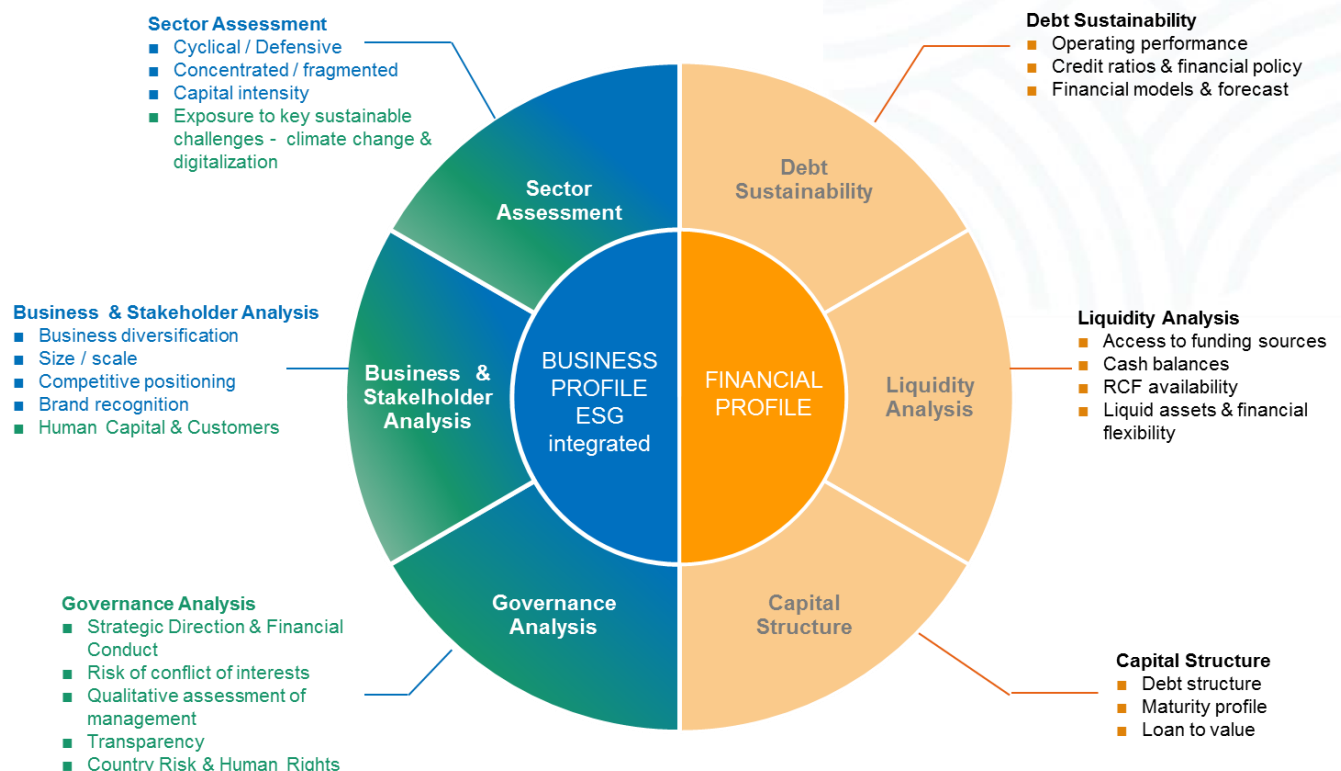 Sector Assessment
Cyclical / Defensive
Concentrated / fragmented
Capital intensity
Exposure to key sustainable
challenges - climate change &
digitalization
Business & Stakeholder Analysis
Business diversification
Size / scale
Competitive positioning
Brand recognition
Human Capital & Customers
Governance Analysis
Strategic Direction & Financial
Conduct
Risk of conflict of interests
Qualitative assessment of
management
Transparency
Country Risk & Human Rights
Sector
Assessment
Business &
Stakelholder
Analysis
Governance
Analysis
BUSINESS
PROFILE
ESG
integrated
FINANCIAL
PROFILE
Debt
Sustainability
Liquidity
Analysis
Capital
Structure
Debt Sustainability
Operating performance
Credit ratios & financial policy
Financial models & forecast
Liquidity Analysis
Access to funding sources
Cash balances
RCF availability
Liquid assets & financial
flexibility
Capital Structure
Debt structure
Maturity profile
Loan to value